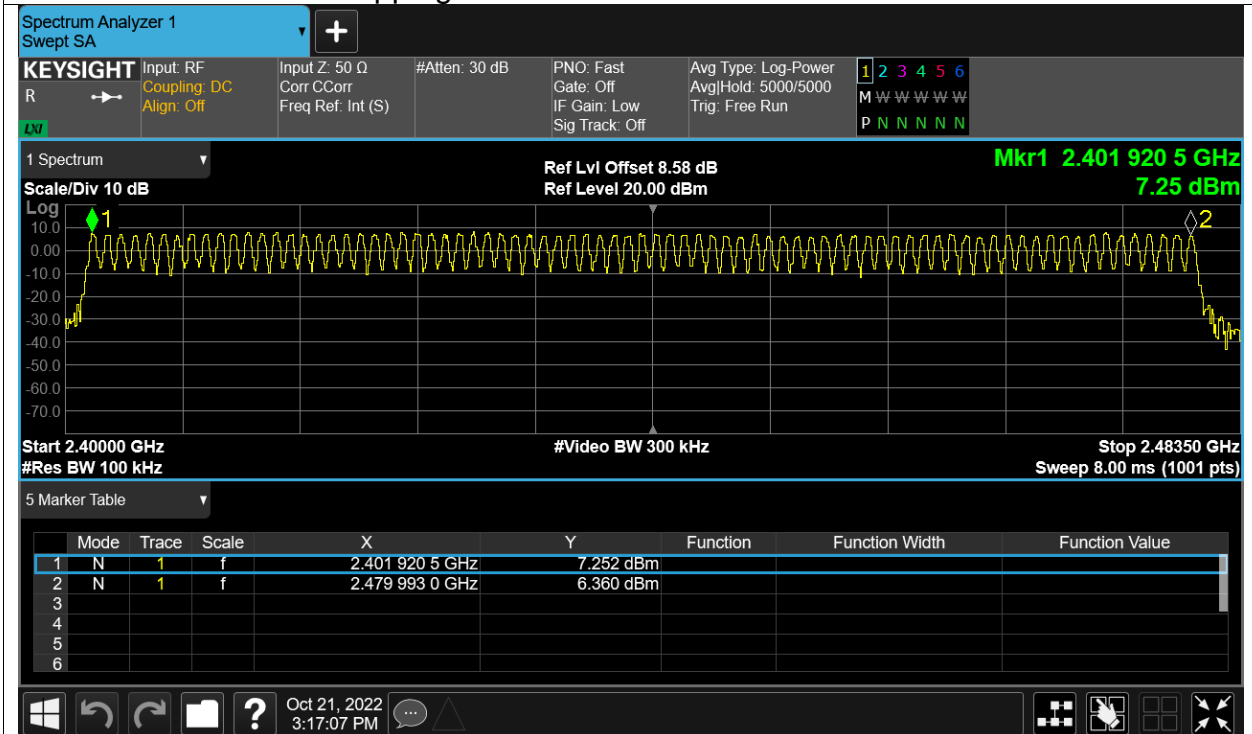 pping
Spectrum Analyzer 1
Swept SA
+
KEYSIGHT
R
LXI
Input: RF
Coupling: DC
Align: Off
Input Z: 50 Ω
Corr CCorr
Freq Ref: Int (S)
#Atten: 30 dB
PNO: Fast
Gate: Off
IF Gain: Low
Sig Track: Off
Avg Type: Log-Power
Avg|Hold: 5000/5000
Trig: Free Run
1 2 3 4 5 6
M W W W W W
P N N N N N
1 Spectrum
Scale/Div 10 dB
Ref Lvl Offset 8.58 dB
Ref Level 20.00 dBm
Mkr1 2.401 920 5 GHz
7.25 dBm
Log
1
2
10.0
0.00
-10.0
-20.0
-30.0
-40.0
-50.0
-60.0
-70.0
Start 2.40000 GHz
#Res BW 100 kHz
#Video BW 300 kHz
Stop 2.48350 GHz
Sweep 8.00 ms (1001 pts)
5 Marker Table
Mode Trace Scale X Y Function Function Width Function Value
1 N 1 f 2.401 920 5 GHz 7.252 dBm
2 N 1 f 2.479 993 0 GHz 6.360 dBm
3
4
5
6
?
Oct 21, 2022
3:17:07 PM